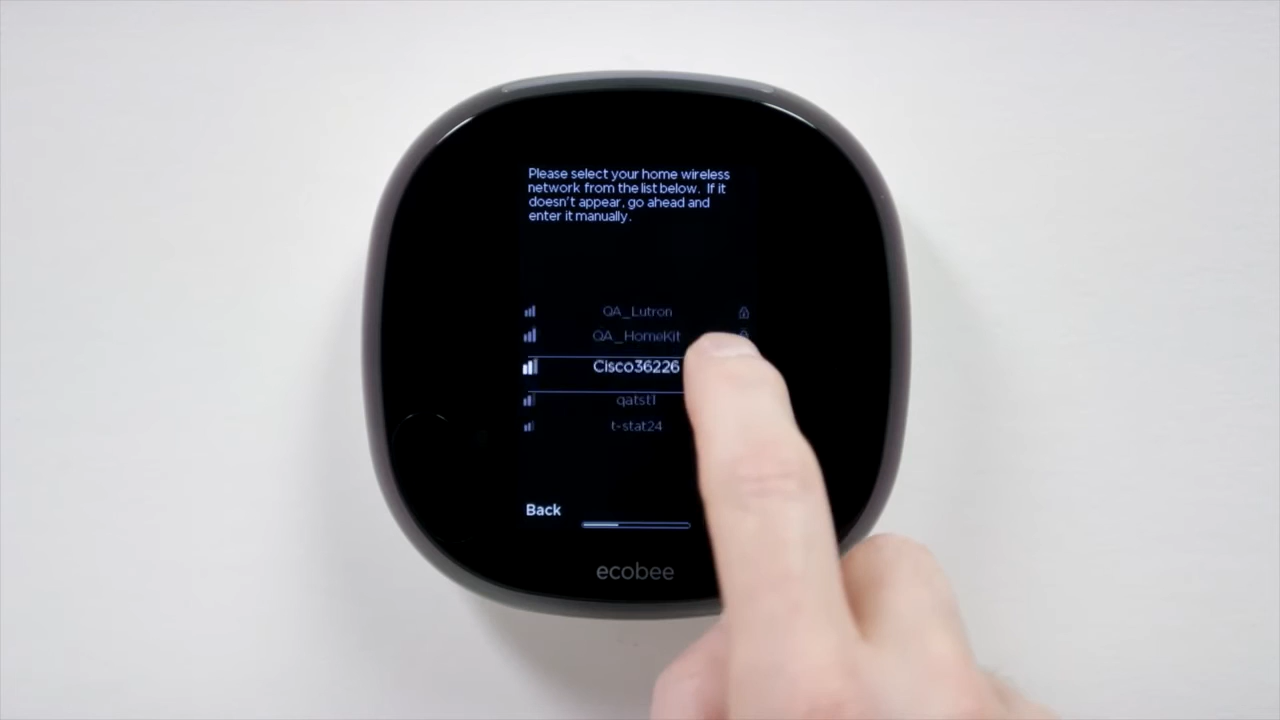 Please select your home wireless
network from the list below. If it
doesn't appear, go ahead and
enter it manually.
QA_Lutron
QA_HomeKit
Cisco36226
qatst1
t-stat24
Back
ecobee